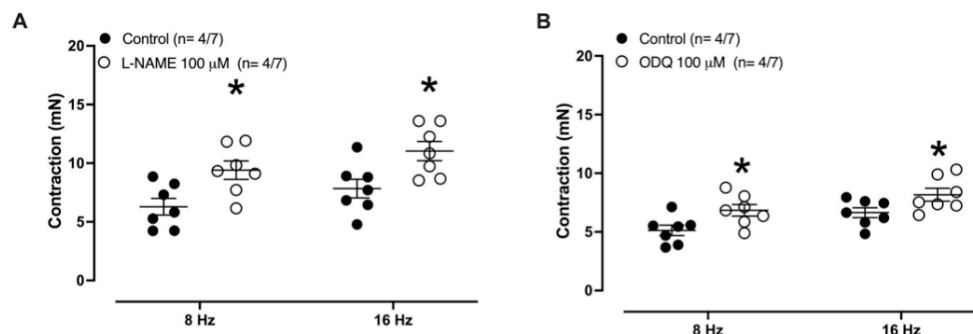 A
Control (n= 4/7)
L-NAME 100 μM (n= 4/7)
Contraction (mN)
20
15
10
5
0
*
*
8 Hz
16 Hz
B
Control (n= 4/7)
ODQ 100 μM (n= 4/7)
Contraction (mN)
20
15
10
5
0
*
*
8 Hz
16 Hz